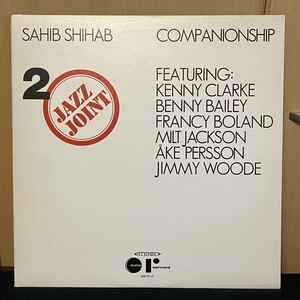 SAHIB SHIHAB
COMPANIONSHIP
2
JAZZ
JOINT
FEATURING:
KENNY CLARKE
BENNY BAILEY
FRANCY BOLAND
MILT JACKSON
ÅKE PERSSON
JIMMY WOODE
STEREO